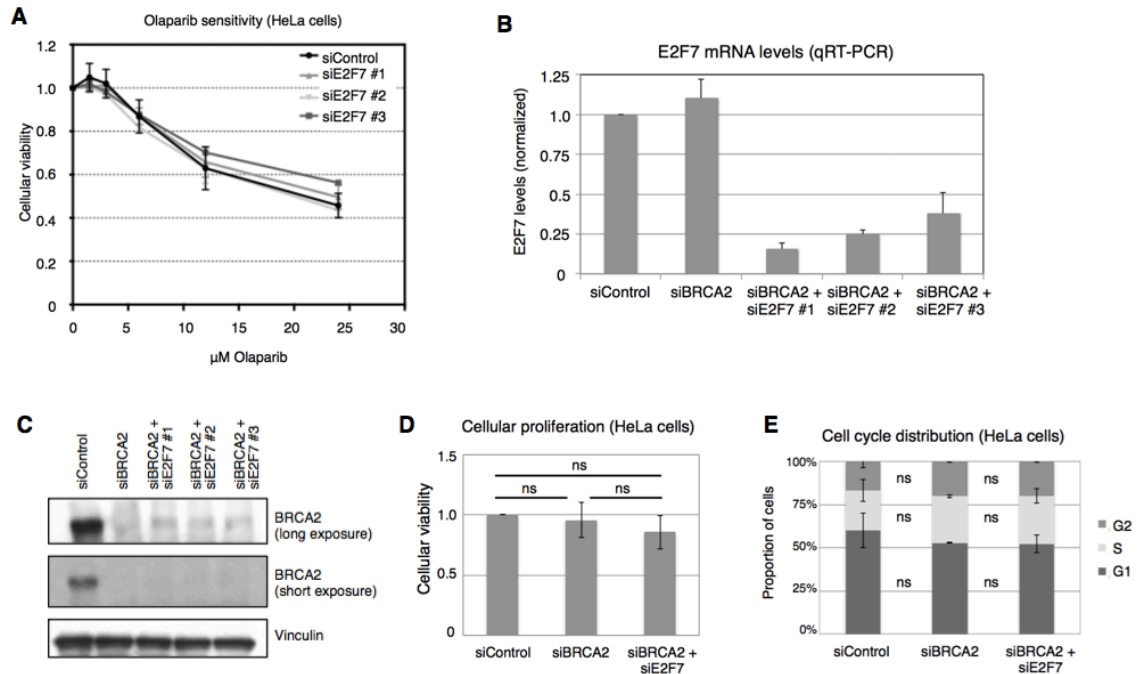 A
Olaparib sensitivity (HeLa cells)
1.2
1.0
0.8
0.6
0.4
0.2
0
Cellular viability
siControl
siE2F7 #1
siE2F7 #2
siE2F7 #3
0 5 10 15 20 25 30
µM Olaparib
B
E2F7 mRNA levels (qRT-PCR)
1.25
1.0
0.75
0.5
0.25
0
E2F7 levels (normalized)
siControl
siBRCA2
siBRCA2 +
siE2F7 #1
siBRCA2 +
siE2F7 #2
siBRCA2 +
siE2F7 #3
C
siControl
siBRCA2
siBRCA2 +
siE2F7 #1
siBRCA2 +
siE2F7 #2
siBRCA2 +
siE2F7 #3
BRCA2
(long exposure)
BRCA2
(short exposure)
Vinculin
D
Cellular proliferation (HeLa cells)
1.5
1.0
0.5
0
Cellular viability
ns
ns
ns
siControl
siBRCA2
siBRCA2 +
siE2F7
E
Cell cycle distribution (HeLa cells)
100%
75%
50%
25%
0%
Proportion of cells
ns ns
ns ns
ns ns
G2
S
G1
siControl
siBRCA2
siBRCA2 +
siE2F7